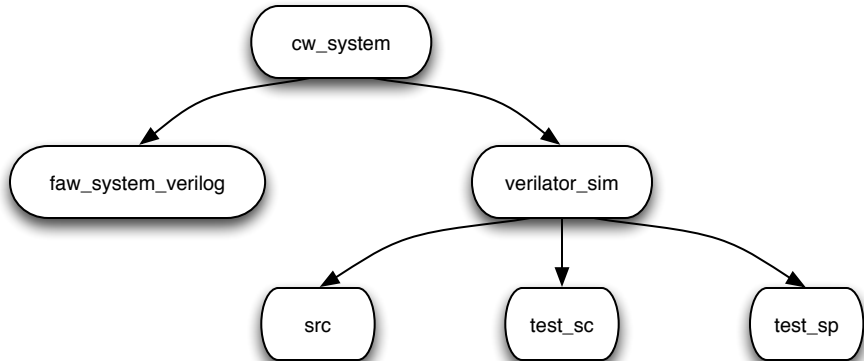 cw_system
faw_system_verilog
verilator_sim
src
test_sc
test_sp